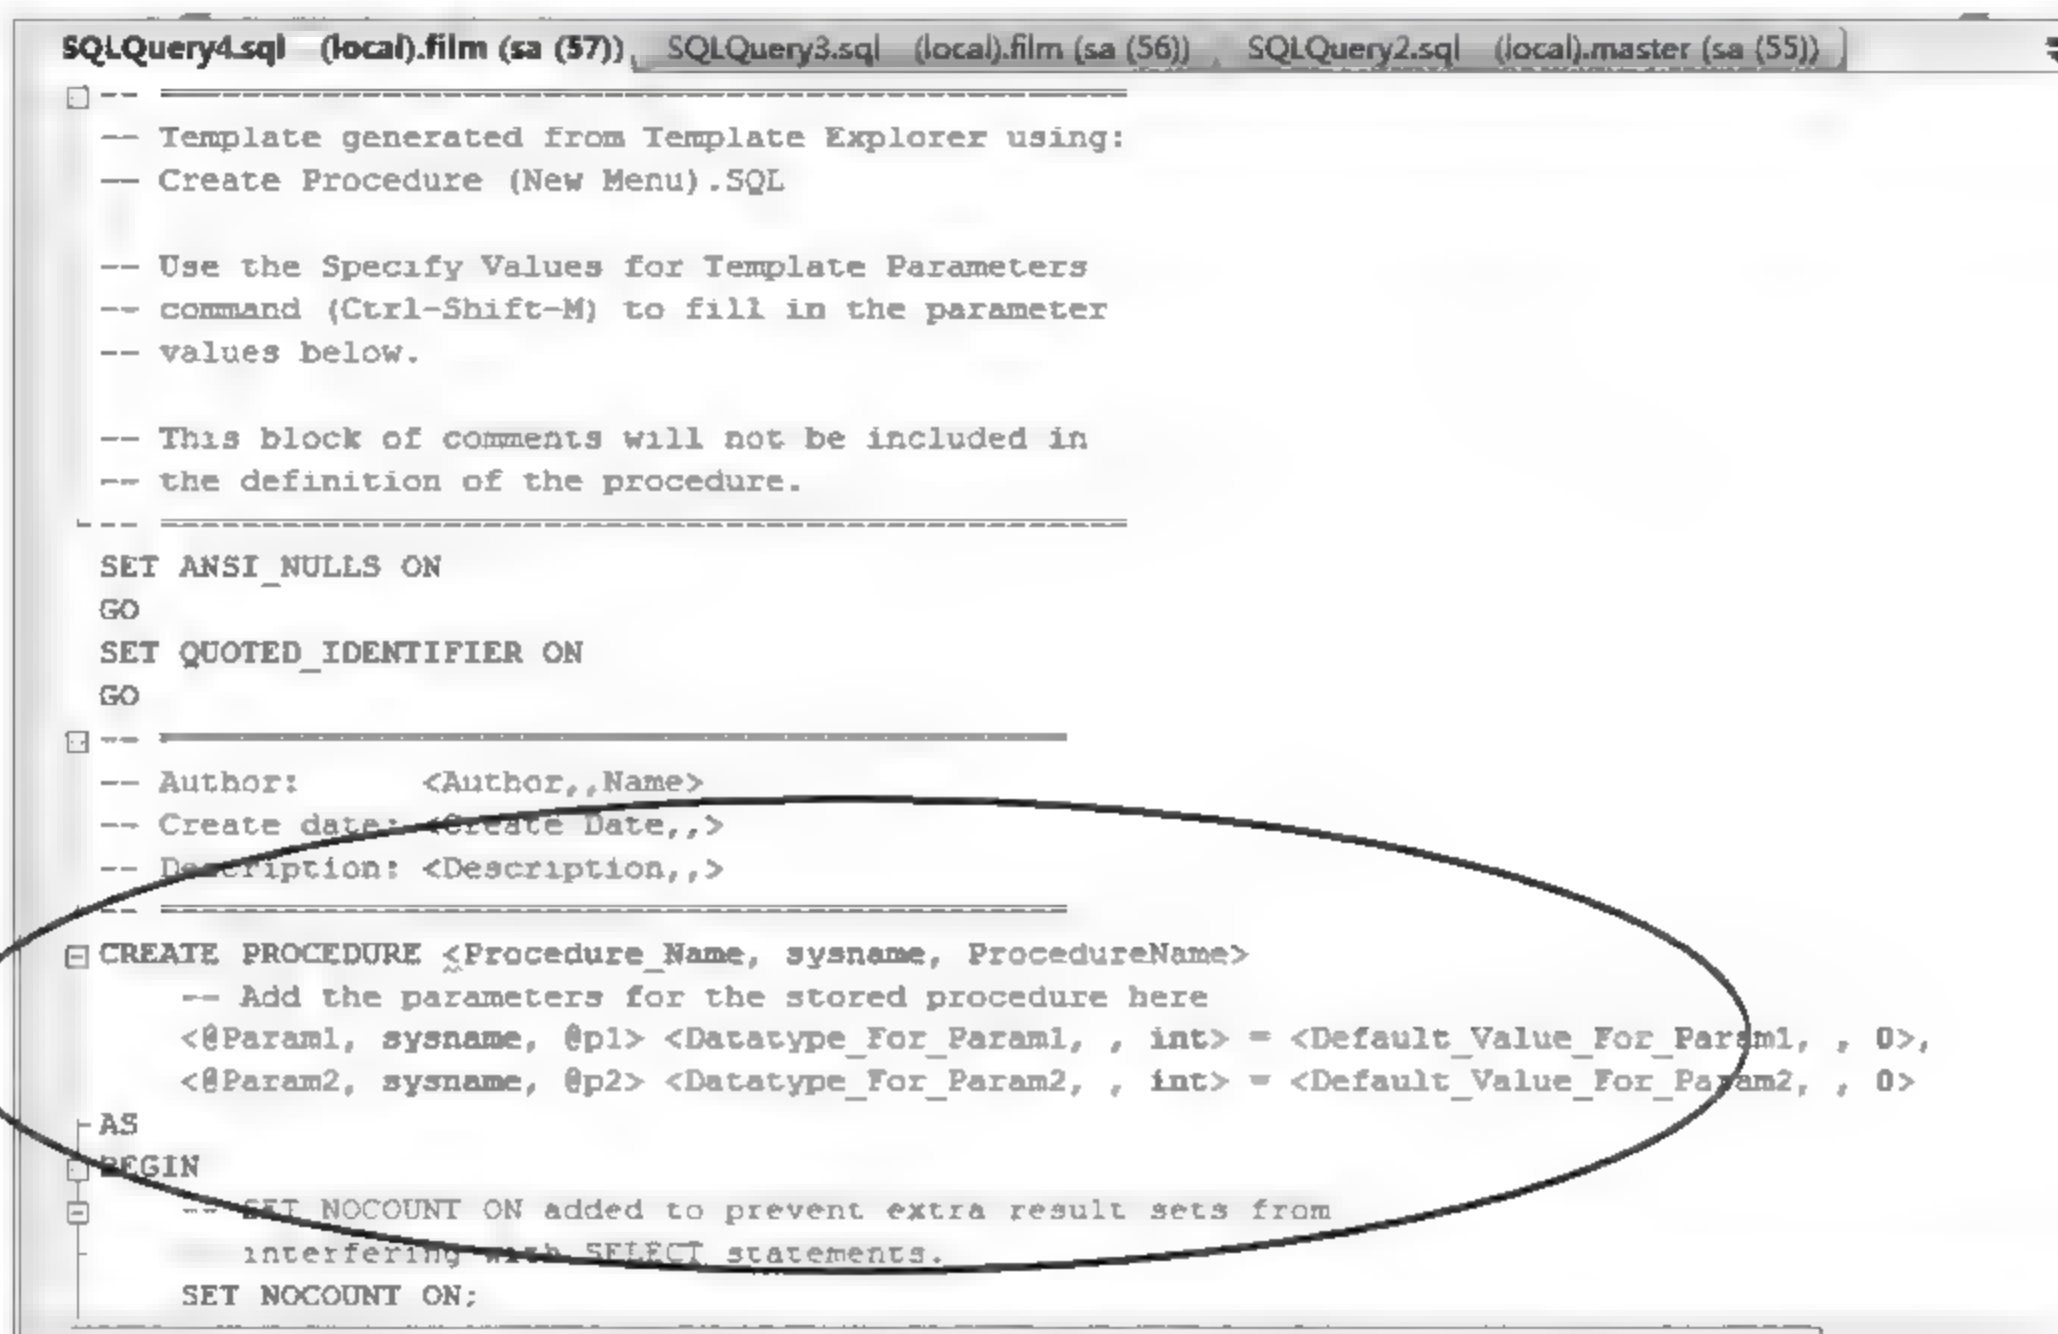 SQLQuery4.sql (local).film (sa (57)) SQLQuery3.sql (local).film (sa (56)) SQLQuery2.sql (local).master (sa (55))
-- =================================================
-- Template generated from Template Explorer using:
-- Create Procedure (New Menu).SQL

-- Use the Specify Values for Template Parameters
-- command (Ctrl-Shift-M) to fill in the parameter
-- values below.

-- This block of comments will not be included in
-- the definition of the procedure.
-- =================================================
SET ANSI_NULLS ON
GO
SET QUOTED_IDENTIFIER ON
GO
-- ==============================================
-- Author: <Author,,Name>
-- Create date: <Create Date,,>
-- Description: <Description,,>
-- ==============================================
CREATE PROCEDURE <Procedure_Name, sysname, ProcedureName>
-- Add the parameters for the stored procedure here
<@Param1, sysname, @p1> <Datatype_For_Param1, , int> = <Default_Value_For_Param1, , 0>,
<@Param2, sysname, @p2> <Datatype_For_Param2, , int> = <Default_Value_For_Param2, , 0>
AS
BEGIN
-- SET NOCOUNT ON added to prevent extra result sets from
interfering with SELECT statements.
SET NOCOUNT ON;